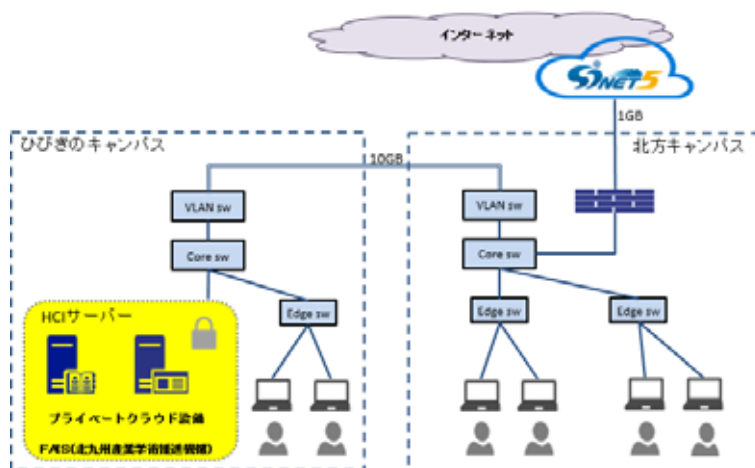 インターネット
SINET5
1GB
ひびきのキャンパス
北方キャンパス
10GB
VLAN sw
VLAN sw
Core sw
Core sw
HCIサーバー
Edge sw
Edge sw
Edge sw
プライベートクラウド設備
FAIS(北九州産業学術推進機構)